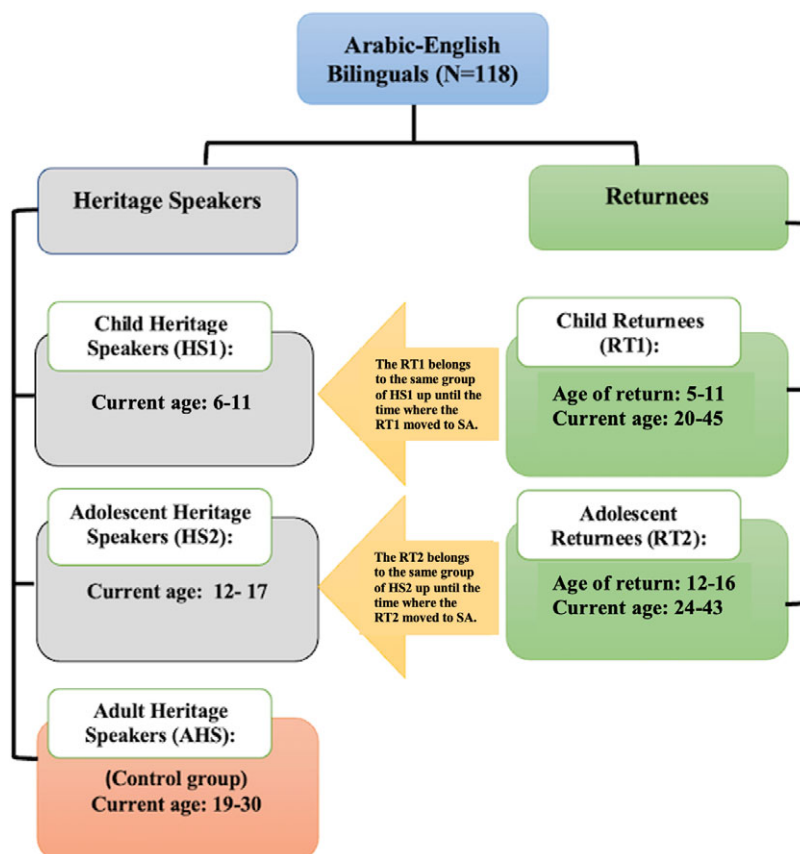 Arabic-English
Bilinguals (N=118)
Heritage Speakers
Returnees
Child Heritage
Speakers (HS1):
Current age: 6-11
The RT1 belongs
to the same group
of HS1 up until the
time where the
RT1 moved to SA.
Child Returnees
(RT1):
Age of return: 5-11
Current age: 20-45
Adolescent Heritage
Speakers (HS2):
Current age:  12- 17
The RT2 belongs
to the same group
of HS2 up until the
time where the
RT2 moved to SA.
Adolescent
Returnees (RT2):
Age of return: 12-16
Current age: 24-43
Adult Heritage
Speakers (AHS):
(Control group)
Current age: 19-30